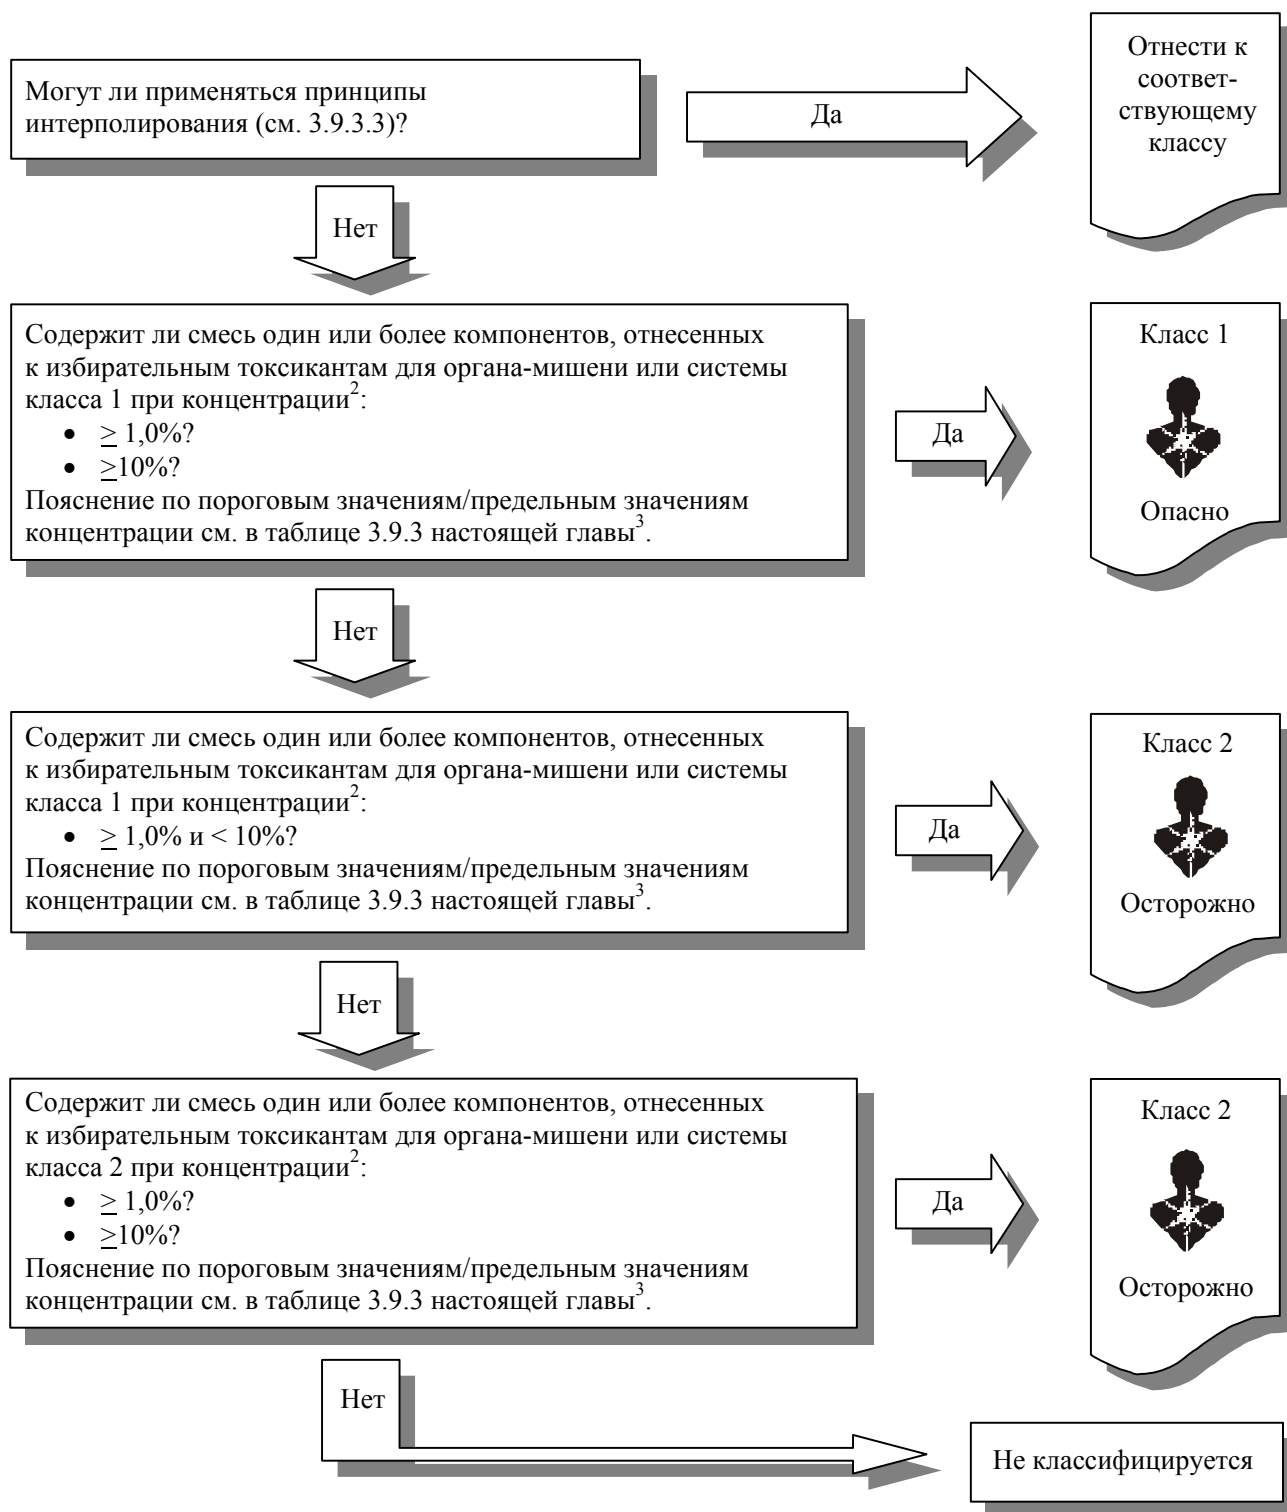 Могут ли применяться принципы
интерполирования (см. 3.9.3.3)?
Да
Отнести к
соответ-
ствующему
классу
Нет
Содержит ли смесь один или более компонентов, отнесенных
к избирательным токсикантам для органа-мишени или системы
класса 1 при концентрации²:
• ≥ 1,0%?
• ≥10%?
Пояснение по пороговым значениям/предельным значениям
концентрации см. в таблице 3.9.3 настоящей главы³.
Да
Класс 1
Опасно
Нет
Содержит ли смесь один или более компонентов, отнесенных
к избирательным токсикантам для органа-мишени или системы
класса 1 при концентрации²:
• ≥ 1,0% и < 10%?
Пояснение по пороговым значениям/предельным значениям
концентрации см. в таблице 3.9.3 настоящей главы³.
Да
Класс 2
Осторожно
Нет
Содержит ли смесь один или более компонентов, отнесенных
к избирательным токсикантам для органа-мишени или системы
класса 2 при концентрации²:
• ≥ 1,0%?
• ≥10%?
Пояснение по пороговым значениям/предельным значениям
концентрации см. в таблице 3.9.3 настоящей главы³.
Да
Класс 2
Осторожно
Нет
Не классифицируется